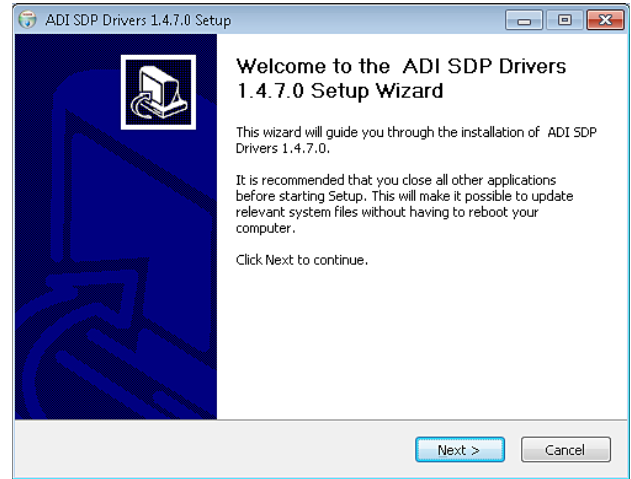 ADI SDP Drivers 1.4.7.0 Setup
Welcome to the ADI SDP Drivers
1.4.7.0 Setup Wizard
This wizard will guide you through the installation of ADI SDP
Drivers 1.4.7.0.
It is recommended that you close all other applications
before starting Setup. This will make it possible to update
relevant system files without having to reboot your
computer.
Click Next to continue.
Next >
Cancel